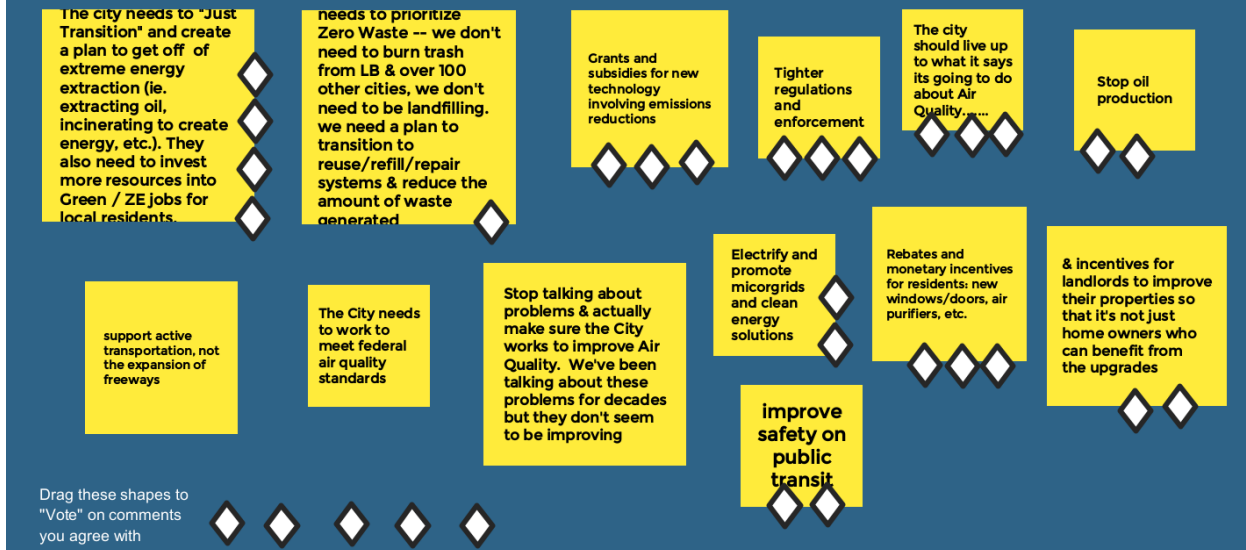 The city needs to "Just
Transition" and create
a plan to get off of
extreme energy
extraction (ie.
extracting oil,
incinerating to create
energy, etc.). They
also need to invest
more resources into
Green / ZE jobs for
local residents.
needs to prioritize
Zero Waste -- we don't
need to burn trash
from LB & over 100
other cities, we don't
need to be landfilling.
we need a plan to
transition to
reuse/refill/repair
systems & reduce the
amount of waste
generated
Grants and
subsidies for new
technology
involving emissions
reductions
Tighter
regulations
and
enforcement
The city
should live up
to what it says
its going to do
about Air
Quality.......
Stop oil
production
support active
transportation, not
the expansion of
freeways
The City needs
to work to
meet federal
air quality
standards
Stop talking about
problems & actually
make sure the City
works to improve Air
Quality. We've been
talking about these
problems for decades
but they don't seem
to be improving
Electrify and
promote
micorgrids
and clean
energy
solutions
Rebates and
monetary incentives
for residents: new
windows/doors, air
purifiers, etc.
& incentives for
landlords to improve
their properties so
that it's not just
home owners who
can benefit from
the upgrades
improve
safety on
public
transit
Drag these shapes to
"Vote" on comments
you agree with